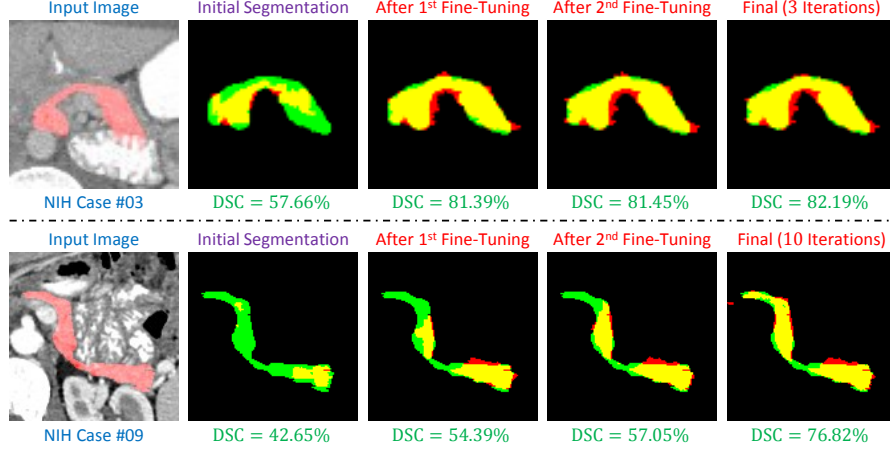 Input Image Initial Segmentation After 1st Fine-Tuning After 2nd Fine-Tuning Final (3 Iterations)
NIH Case #03 DSC = 57.66% DSC = 81.39% DSC = 81.45% DSC = 82.19%
Input Image Initial Segmentation After 1st Fine-Tuning After 2nd Fine-Tuning Final (10 Iterations)
NIH Case #09 DSC = 42.65% DSC = 54.39% DSC = 57.05% DSC = 76.82%